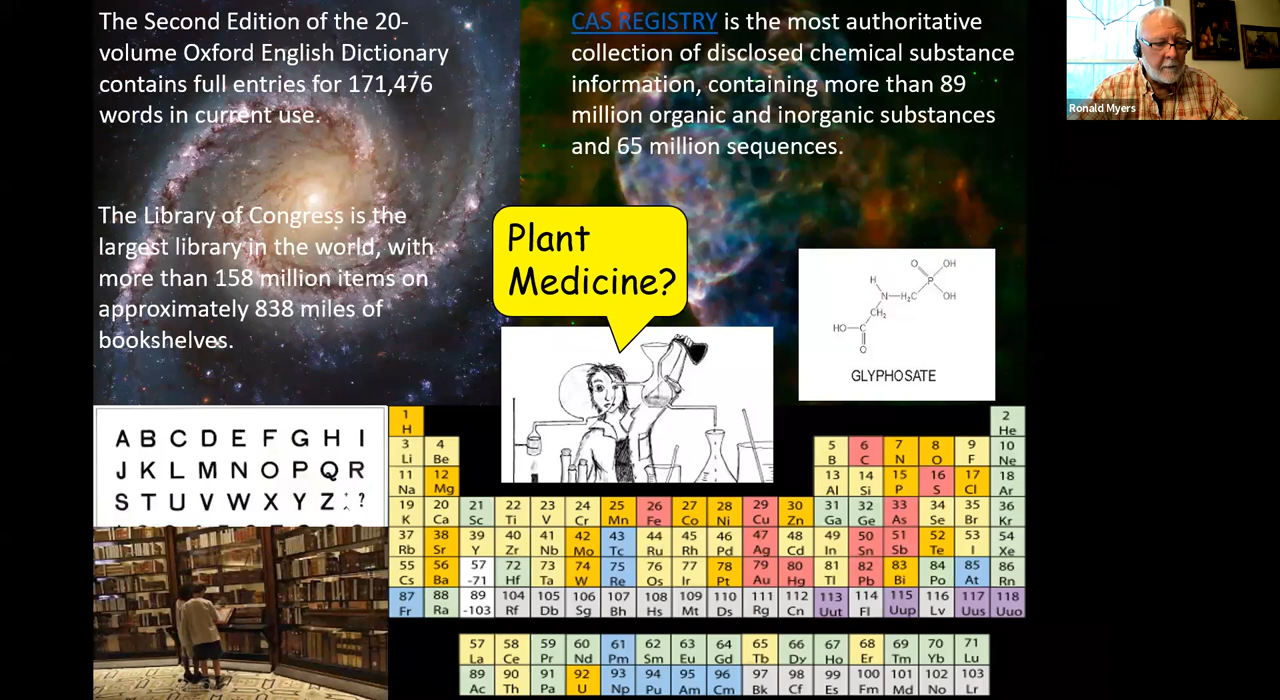 The Second Edition of the 20-
volume Oxford English Dictionary
contains full entries for 171,476
words in current use.
The Library of Congress is the
largest library in the world, with
more than 158 million items on
approximately 838 miles of
bookshelves.
CAS REGISTRY is the most authoritative
collection of disclosed chemical substance
information, containing more than 89
million organic and inorganic substances
and 65 million sequences.
Ronald Myers
Plant
Medicine?
O OH
H P
N H₂C OH
CH₂
HO C
O
GLYPHOSATE
A B C D E F G H I
J K L M N O P Q R
S T U V W X Y Z . ?
1 2
H He
3 4 5 6 7 8 9 10
Li Be B C N O F Ne
11 12 13 14 15 16 17 18
Na Mg Al Si P S Cl Ar
19 20 21 22 23 24 25 26 27 28 29 30 31 32 33 34 35 36
K Ca Sc Ti V Cr Mn Fe Co Ni Cu Zn Ga Ge As Se Br Kr
37 38 39 40 41 42 43 44 45 46 47 48 49 50 51 52 53 54
Rb Sr Y Zr Nb Mo Tc Ru Rh Pd Ag Cd In Sn Sb Te I Xe
55 56 57 72 73 74 75 76 77 78 79 80 81 82 83 84 85 86
Cs Ba -71 Hf Ta W Re Os Ir Pt Au Hg Tl Pb Bi Po At Rn
87 88 89 104 105 106 107 108 109 110 111 112 113 114 115 116 117 118
Fr Ra -103 Rf Db Sg Bh Hs Mt Ds Rg Cn Uut Fl Uup Lv Uus Uuo
57 58 59 60 61 62 63 64 65 66 67 68 69 70 71
La Ce Pr Nd Pm Sm Eu Gd Tb Dy Ho Er Tm Yb Lu
89 90 91 92 93 94 95 96 97 98 99 100 101 102 103
Ac Th Pa U Np Pu Am Cm Bk Cf Es Fm Md No Lr